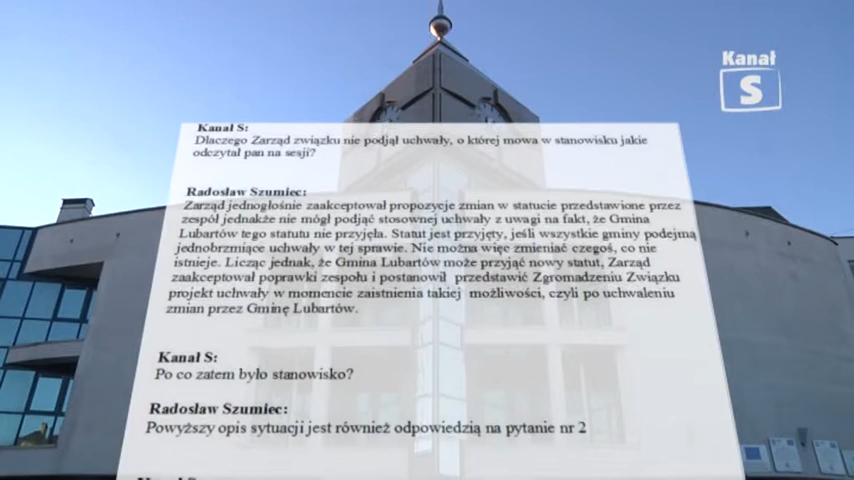 Kanał
S
Kanał S:
Dlaczego Zarząd związku nie podjął uchwały, o której mowa w stanowisku jakie
odczytał pan na sesji?
Radosław Szumiec:
Zarząd jednogłośnie zaakceptował propozycje zmian w statucie przedstawione przez
zespół jednakże nie mógł podjąć stosownej uchwały z uwagi na fakt, że Gmina
Lubartów tego statutu nie przyjęła. Statut jest przyjęty, jeśli wszystkie gminy podejmą
jednobrzmiące uchwały w tej sprawie. Nie można więc zmieniać czegoś, co nie
istnieje. Licząc jednak, że Gmina Lubartów może przyjąć nowy statut, Zarząd
zaakceptował poprawki zespołu i postanowił przedstawić Zgromadzeniu Związku
projekt uchwały w momencie zaistnienia takiej możliwości, czyli po uchwaleniu
zmian przez Gminę Lubartów.
Kanał S:
Po co zatem było stanowisko?
Radosław Szumiec:
Powyższy opis sytuacji jest również odpowiedzią na pytanie nr 2